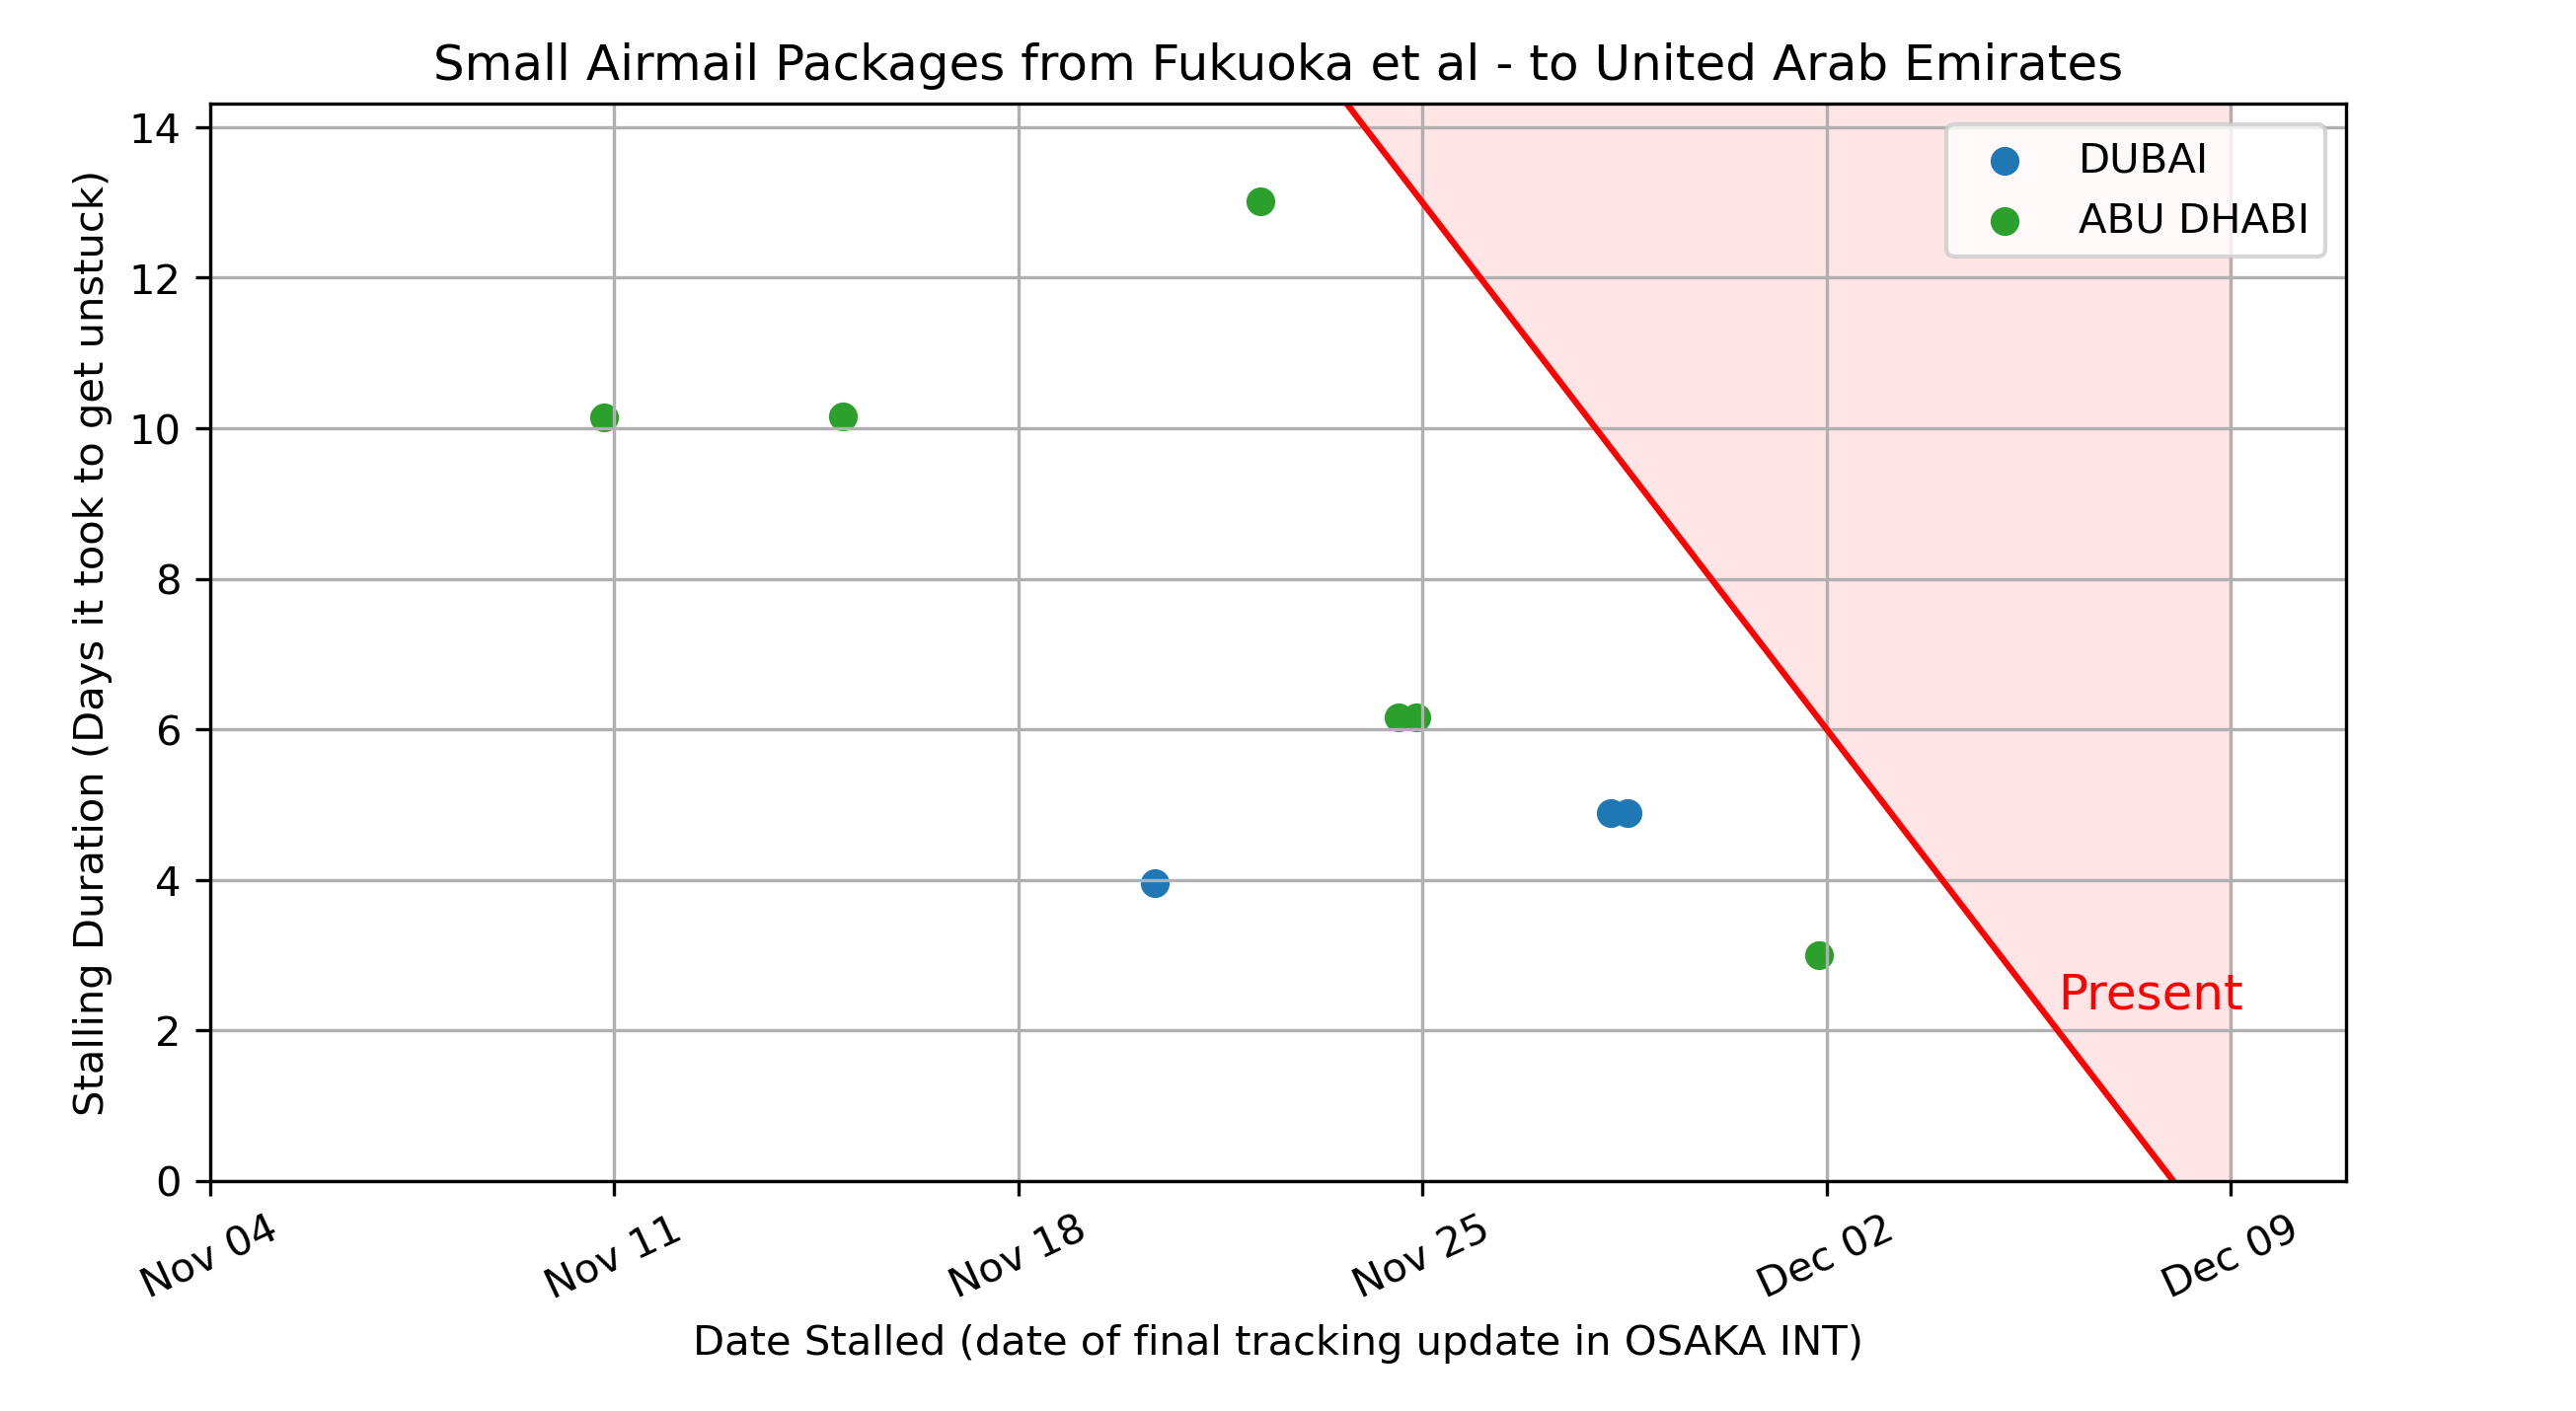 Small Airmail Packages from Fukuoka et al - to United Arab Emirates
Stalling Duration (Days it took to get unstuck)
14
12
10
8
6
4
2
0
DUBAI
ABU DHABI
Present
Nov 04
Nov 11
Nov 18
Nov 25
Dec 02
Dec 09
Date Stalled (date of final tracking update in OSAKA INT)